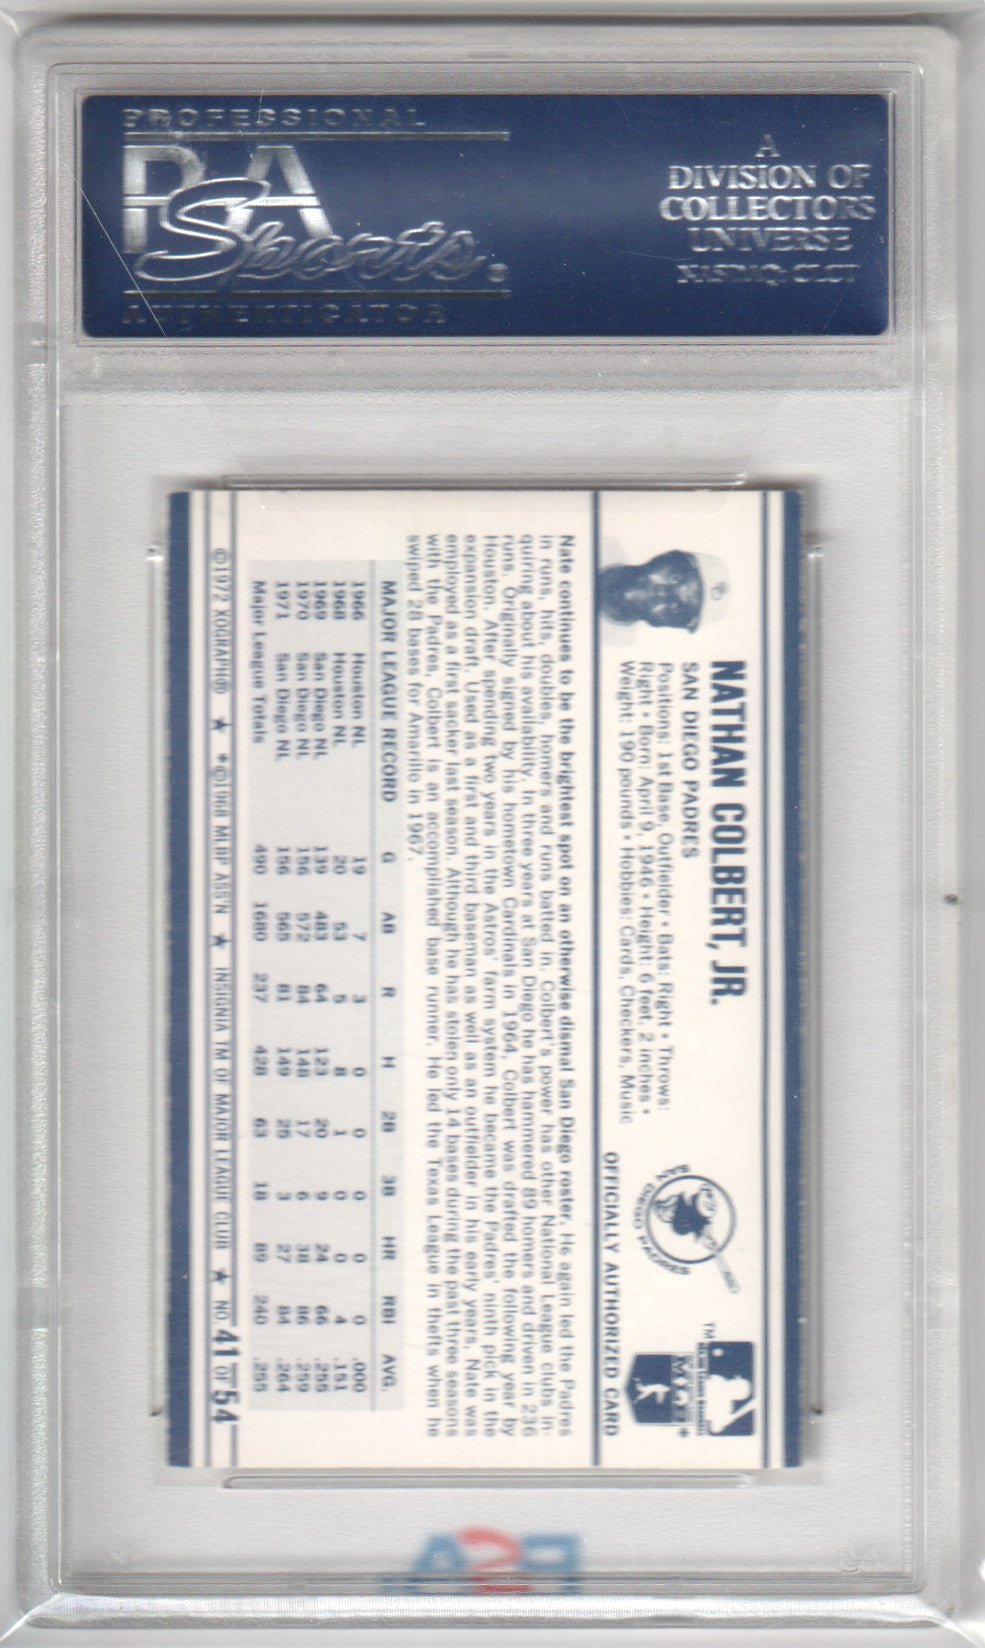 PROFESSIONAL
PSA
Sports®
AUTHENTICATOR
A
DIVISION OF
COLLECTORS
UNIVERSE
NASDAQ: CLCT
NATHAN COLBERT, JR.
SAN DIEGO PADRES
Positions: 1st Base, Outfielder • Bats: Right • Throws:
Right • Born: April 9, 1946 • Height: 6 feet, 2 inches •
Weight: 190 pounds • Hobbies: Cards, Checkers, Music
SAN DIEGO PADRES
TM
OFFICIALLY AUTHORIZED CARD
Nate continues to be the brightest spot on an otherwise dismal San Diego roster. He again led the Padres
in runs, hits, doubles, homers and runs batted in. Colbert's power has other National League clubs in-
quiring about his availability. In three years at San Diego he has hammered 89 homers and driven in 236
runs. Originally signed by his hometown Cardinals in 1964, Colbert was drafted the following year by
Houston. After spending two years in the Astros' farm system he became the Padres' ninth pick in the
expansion draft. Used as a first and third baseman as well as an outfielder in his early years, Nate was
employed as a first sacker last season. Although he has stolen only 14 bases during the past three seasons
with the Padres, Colbert is an accomplished base runner. He led the Texas League in thefts when he
swiped 28 bases for Amarillo in 1967.
MAJOR LEAGUE RECORD G AB R H 2B 3B HR RBI AVG.
1966 Houston NL 19 7 3 0 0 0 0 0 .000
1968 Houston NL 20 53 5 8 1 0 0 4 .151
1969 San Diego NL 139 483 64 123 20 9 24 66 .255
1970 San Diego NL 156 572 84 148 17 6 38 86 .259
1971 San Diego NL 156 565 81 149 25 3 27 84 .264
Major League Totals 490 1680 237 428 63 18 89 240 .255
©1972 XOGRAPH® ★ +©1968 MLBP ASS'N ★ INSIGNIA TM OF MAJOR LEAGUE CLUB ★ NO. 41 OF 54
PSA